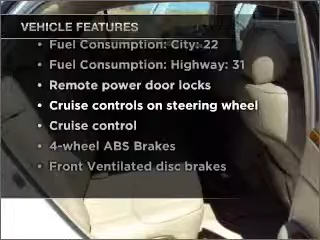 VEHICLE FEATURES
• Fuel Consumption: City: 22
• Fuel Consumption: Highway: 31
• Remote power door locks
• Cruise controls on steering wheel
• Cruise control
• 4-wheel ABS Brakes
• Front Ventilated disc brakes